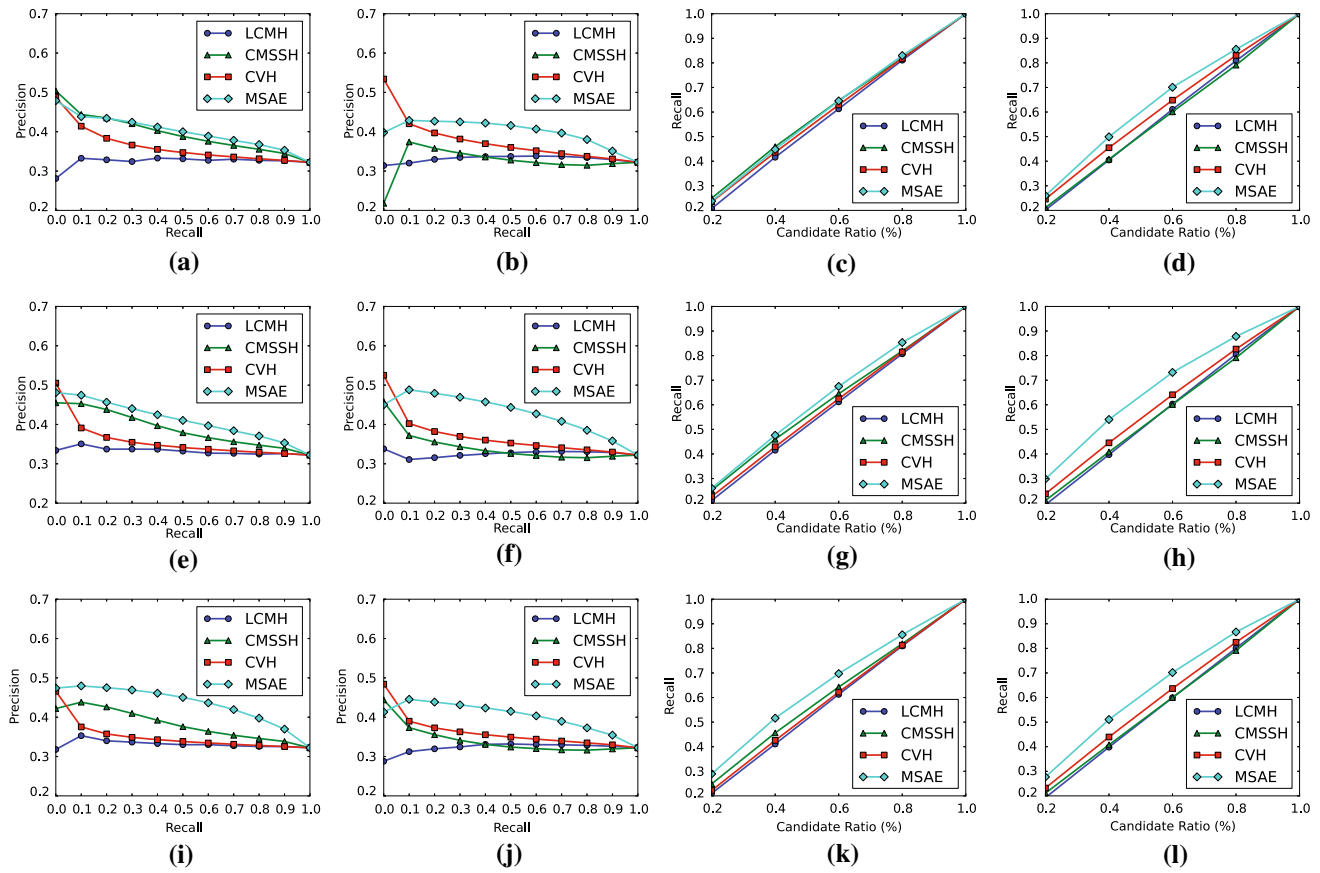 0.7 0.6 0.5 0.4 0.3 0.2
Precision
LCMH
CMSSH
CVH
MSAE
0.0 0.1 0.2 0.3 0.4 0.5 0.6 0.7 0.8 0.9 1.0
Recall
(a)
0.7 0.6 0.5 0.4 0.3 0.2
Precision
LCMH
CMSSH
CVH
MSAE
0.0 0.1 0.2 0.3 0.4 0.5 0.6 0.7 0.8 0.9 1.0
Recall
(b)
1.0 0.9 0.8 0.7 0.6 0.5 0.4 0.3 0.2
Recall
LCMH
CMSSH
CVH
MSAE
0.2 0.4 0.6 0.8 1.0
Candidate Ratio (%)
(c)
1.0 0.9 0.8 0.7 0.6 0.5 0.4 0.3 0.2
Recall
LCMH
CMSSH
CVH
MSAE
0.2 0.4 0.6 0.8 1.0
Candidate Ratio (%)
(d)
0.7 0.6 0.5 0.4 0.3 0.2
Precision
LCMH
CMSSH
CVH
MSAE
0.0 0.1 0.2 0.3 0.4 0.5 0.6 0.7 0.8 0.9 1.0
Recall
(e)
0.7 0.6 0.5 0.4 0.3 0.2
Precision
LCMH
CMSSH
CVH
MSAE
0.0 0.1 0.2 0.3 0.4 0.5 0.6 0.7 0.8 0.9 1.0
Recall
(f)
1.0 0.9 0.8 0.7 0.6 0.5 0.4 0.3 0.2
Recall
LCMH
CMSSH
CVH
MSAE
0.2 0.4 0.6 0.8 1.0
Candidate Ratio (%)
(g)
1.0 0.9 0.8 0.7 0.6 0.5 0.4 0.3 0.2
Recall
LCMH
CMSSH
CVH
MSAE
0.2 0.4 0.6 0.8 1.0
Candidate Ratio (%)
(h)
0.7 0.6 0.5 0.4 0.3 0.2
Precision
LCMH
CMSSH
CVH
MSAE
0.0 0.1 0.2 0.3 0.4 0.5 0.6 0.7 0.8 0.9 1.0
Recall
(i)
0.7 0.6 0.5 0.4 0.3 0.2
Precision
LCMH
CMSSH
CVH
MSAE
0.0 0.1 0.2 0.3 0.4 0.5 0.6 0.7 0.8 0.9 1.0
Recall
(j)
1.0 0.9 0.8 0.7 0.6 0.5 0.4 0.3 0.2
Recall
LCMH
CMSSH
CVH
MSAE
0.2 0.4 0.6 0.8 1.0
Candidate Ratio (%)
(k)
1.0 0.9 0.8 0.7 0.6 0.5 0.4 0.3 0.2
Recall
LCMH
CMSSH
CVH
MSAE
0.2 0.4 0.6 0.8 1.0
Candidate Ratio (%)
(l)